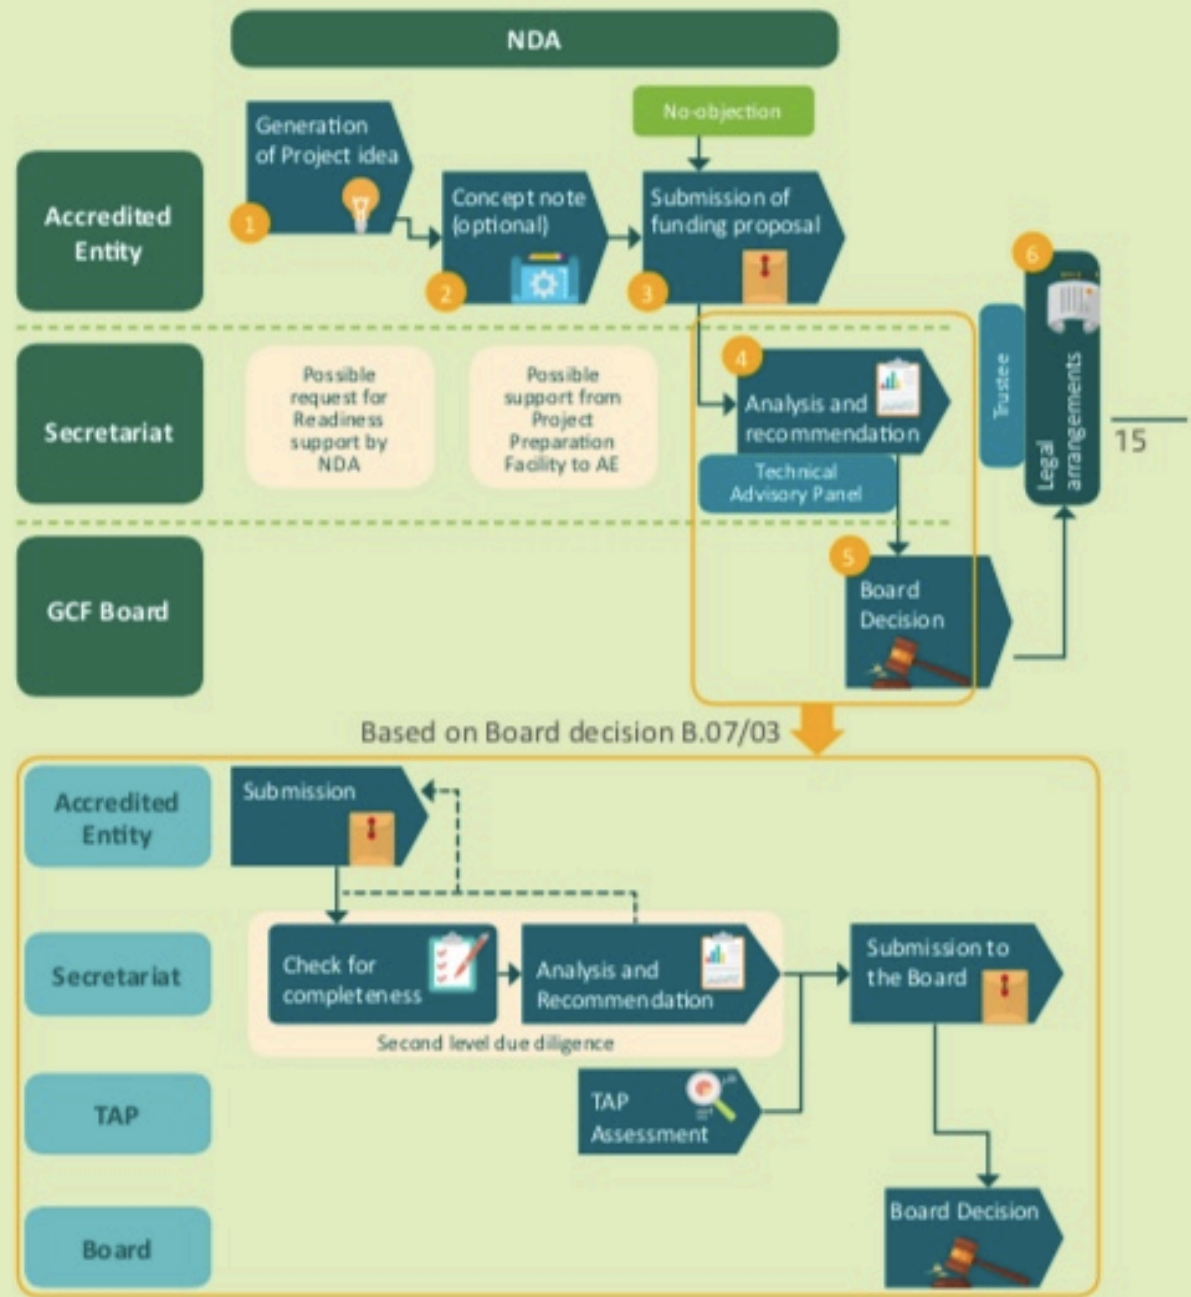 NDA
No-objection
Generation
of Project idea
1
Concept note
(optional)
2
Submission of
funding proposal
3
Accredited
Entity
6
Trustee
Legal
arrangements
15
Secretariat
Possible
request for
Readiness
support by
NDA
Possible
support from
Project
Preparation
Facility to AE
4
Analysis and
recommendation
Technical
Advisory Panel
GCF Board
5
Board
Decision
Based on Board decision B.07/03
Accredited
Entity
Submission
Secretariat
Check for
completeness
Analysis and
Recommendation
Second level due diligence
Submission to
the Board
TAP
TAP
Assessment
Board
Board Decision